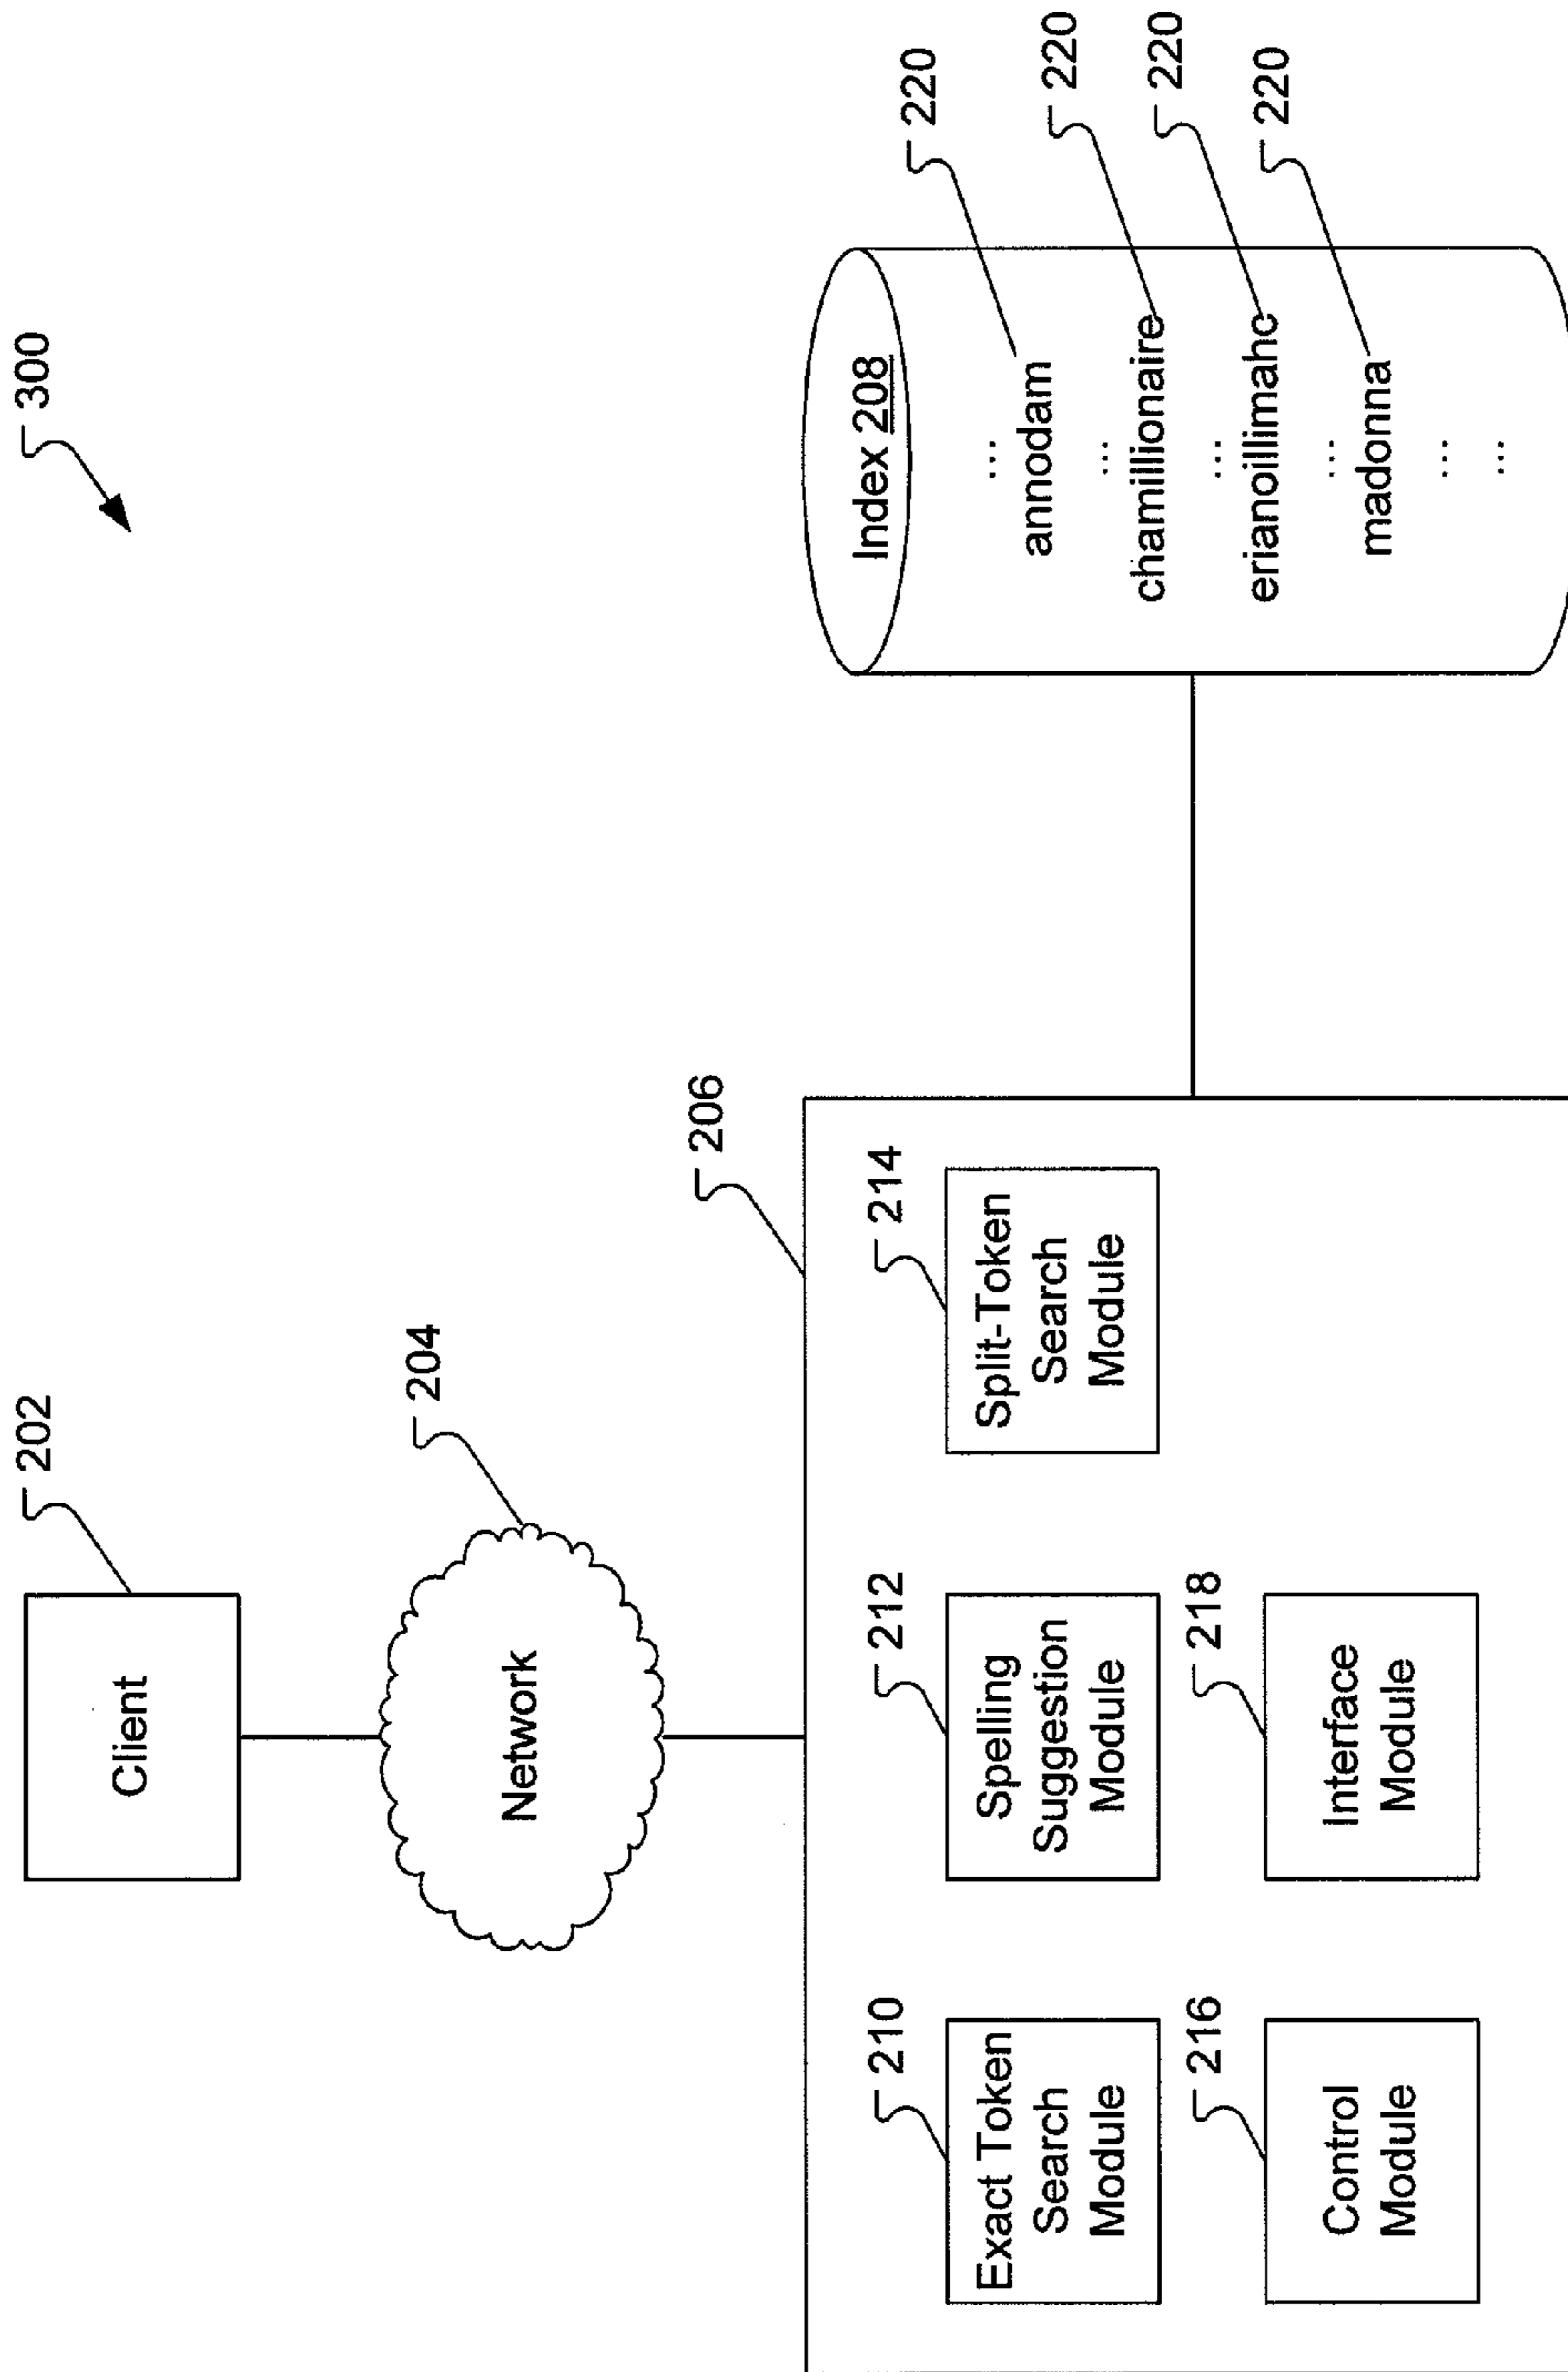 300
202
Client
204
Network
206
210
Exact Token
Search
Module
212
Spelling
Suggestion
Module
214
Split-Token
Search
Module
216
Control
Module
218
Interface
Module
Index 208
...
annodam
220
...
chamillionaire
220
...
erianoillimahc
220
...
madonna
220
...
...